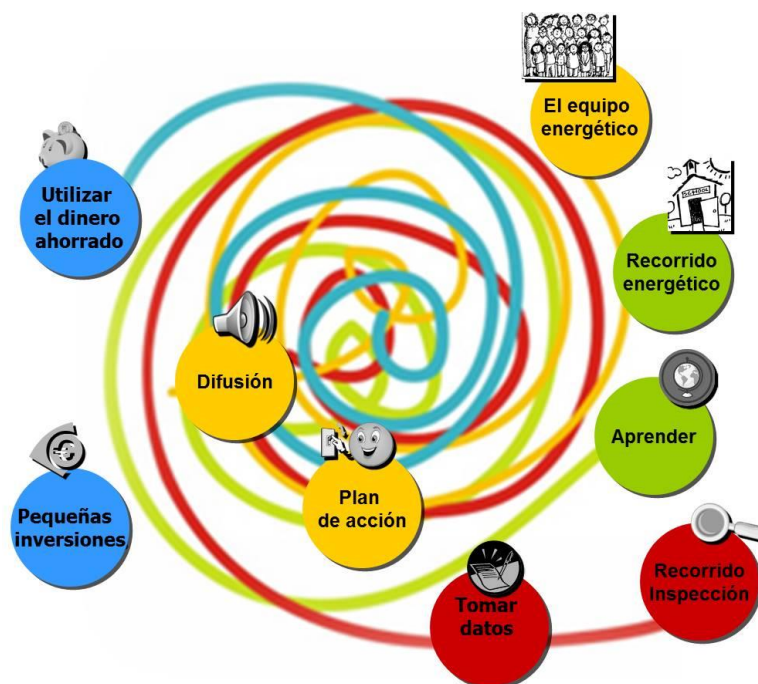 El equipo
energético
Recorrido
energético
Aprender
Recorrido
Inspección
Tomar
datos
Plan
de acción
Difusión
Pequeñas
inversiones
Utilizar
el dinero
ahorrado
SCHOOL